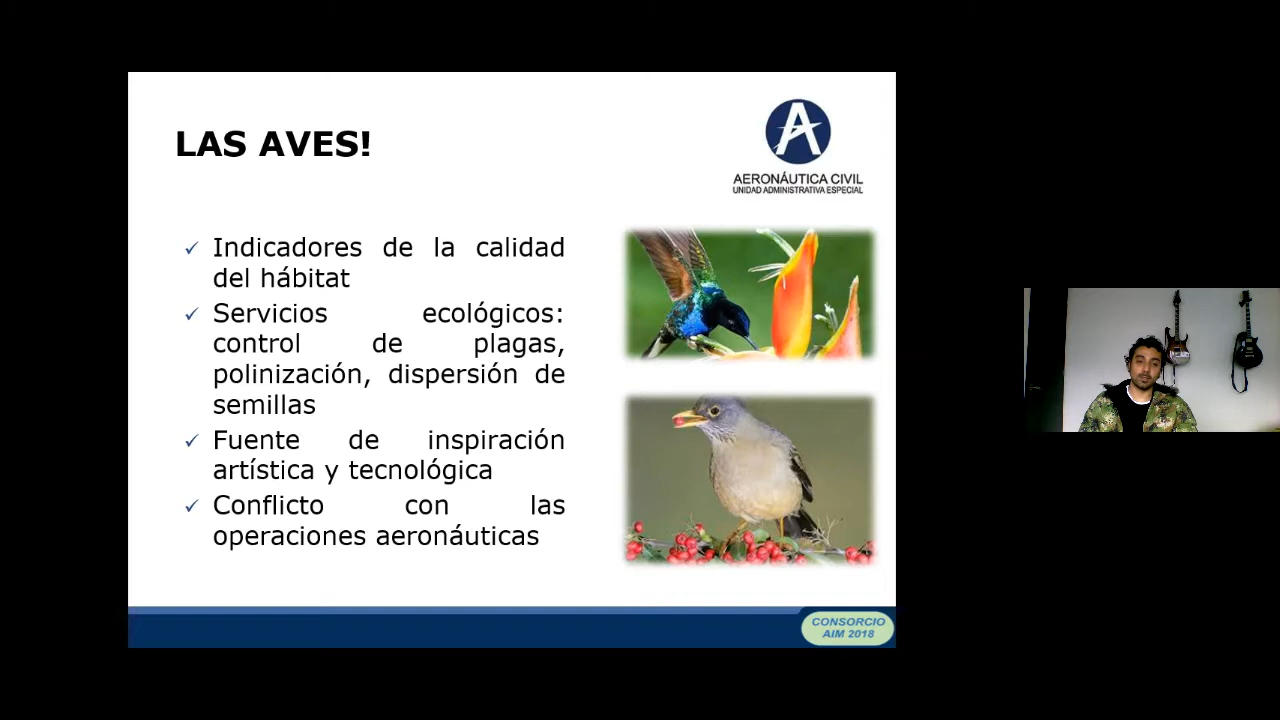 LAS AVES!
AERONÁUTICA CIVIL
UNIDAD ADMINISTRATIVA ESPECIAL
✓ Indicadores de la calidad
del hábitat
✓ Servicios ecológicos:
control de plagas,
polinización, dispersión de
semillas
✓ Fuente de inspiración
artística y tecnológica
✓ Conflicto con las
operaciones aeronáuticas
CONSORCIO
AIM 2018